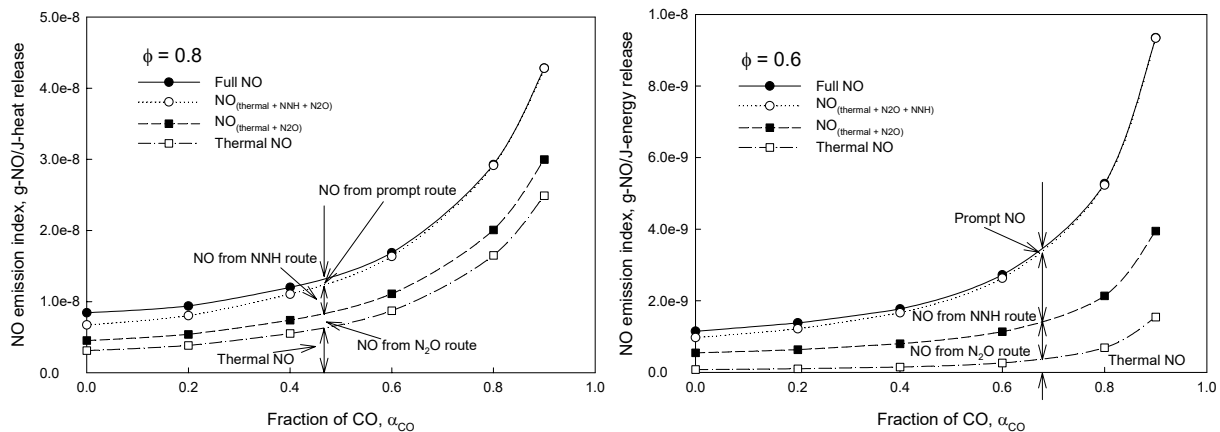 5.0e-8
4.0e-8
3.0e-8
2.0e-8
1.0e-8
0.0
NO emission index, g-NO/J-heat release
ϕ = 0.8
Full NO
NO(thermal + NNH + N2O)
NO(thermal + N2O)
Thermal NO
NO from prompt route
NO from NNH route
NO from N2O route
Thermal NO
0.0 0.2 0.4 0.6 0.8 1.0
Fraction of CO, αCO
1.0e-8
8.0e-9
6.0e-9
4.0e-9
2.0e-9
0.0
NO emission index, g-NO/J-energy release
ϕ = 0.6
Full NO
NO(thermal + N2O + NNH)
NO(thermal + N2O)
Thermal NO
Prompt NO
NO from NNH route
NO from N2O route
Thermal NO
0.0 0.2 0.4 0.6 0.8 1.0
Fraction of CO, αCO